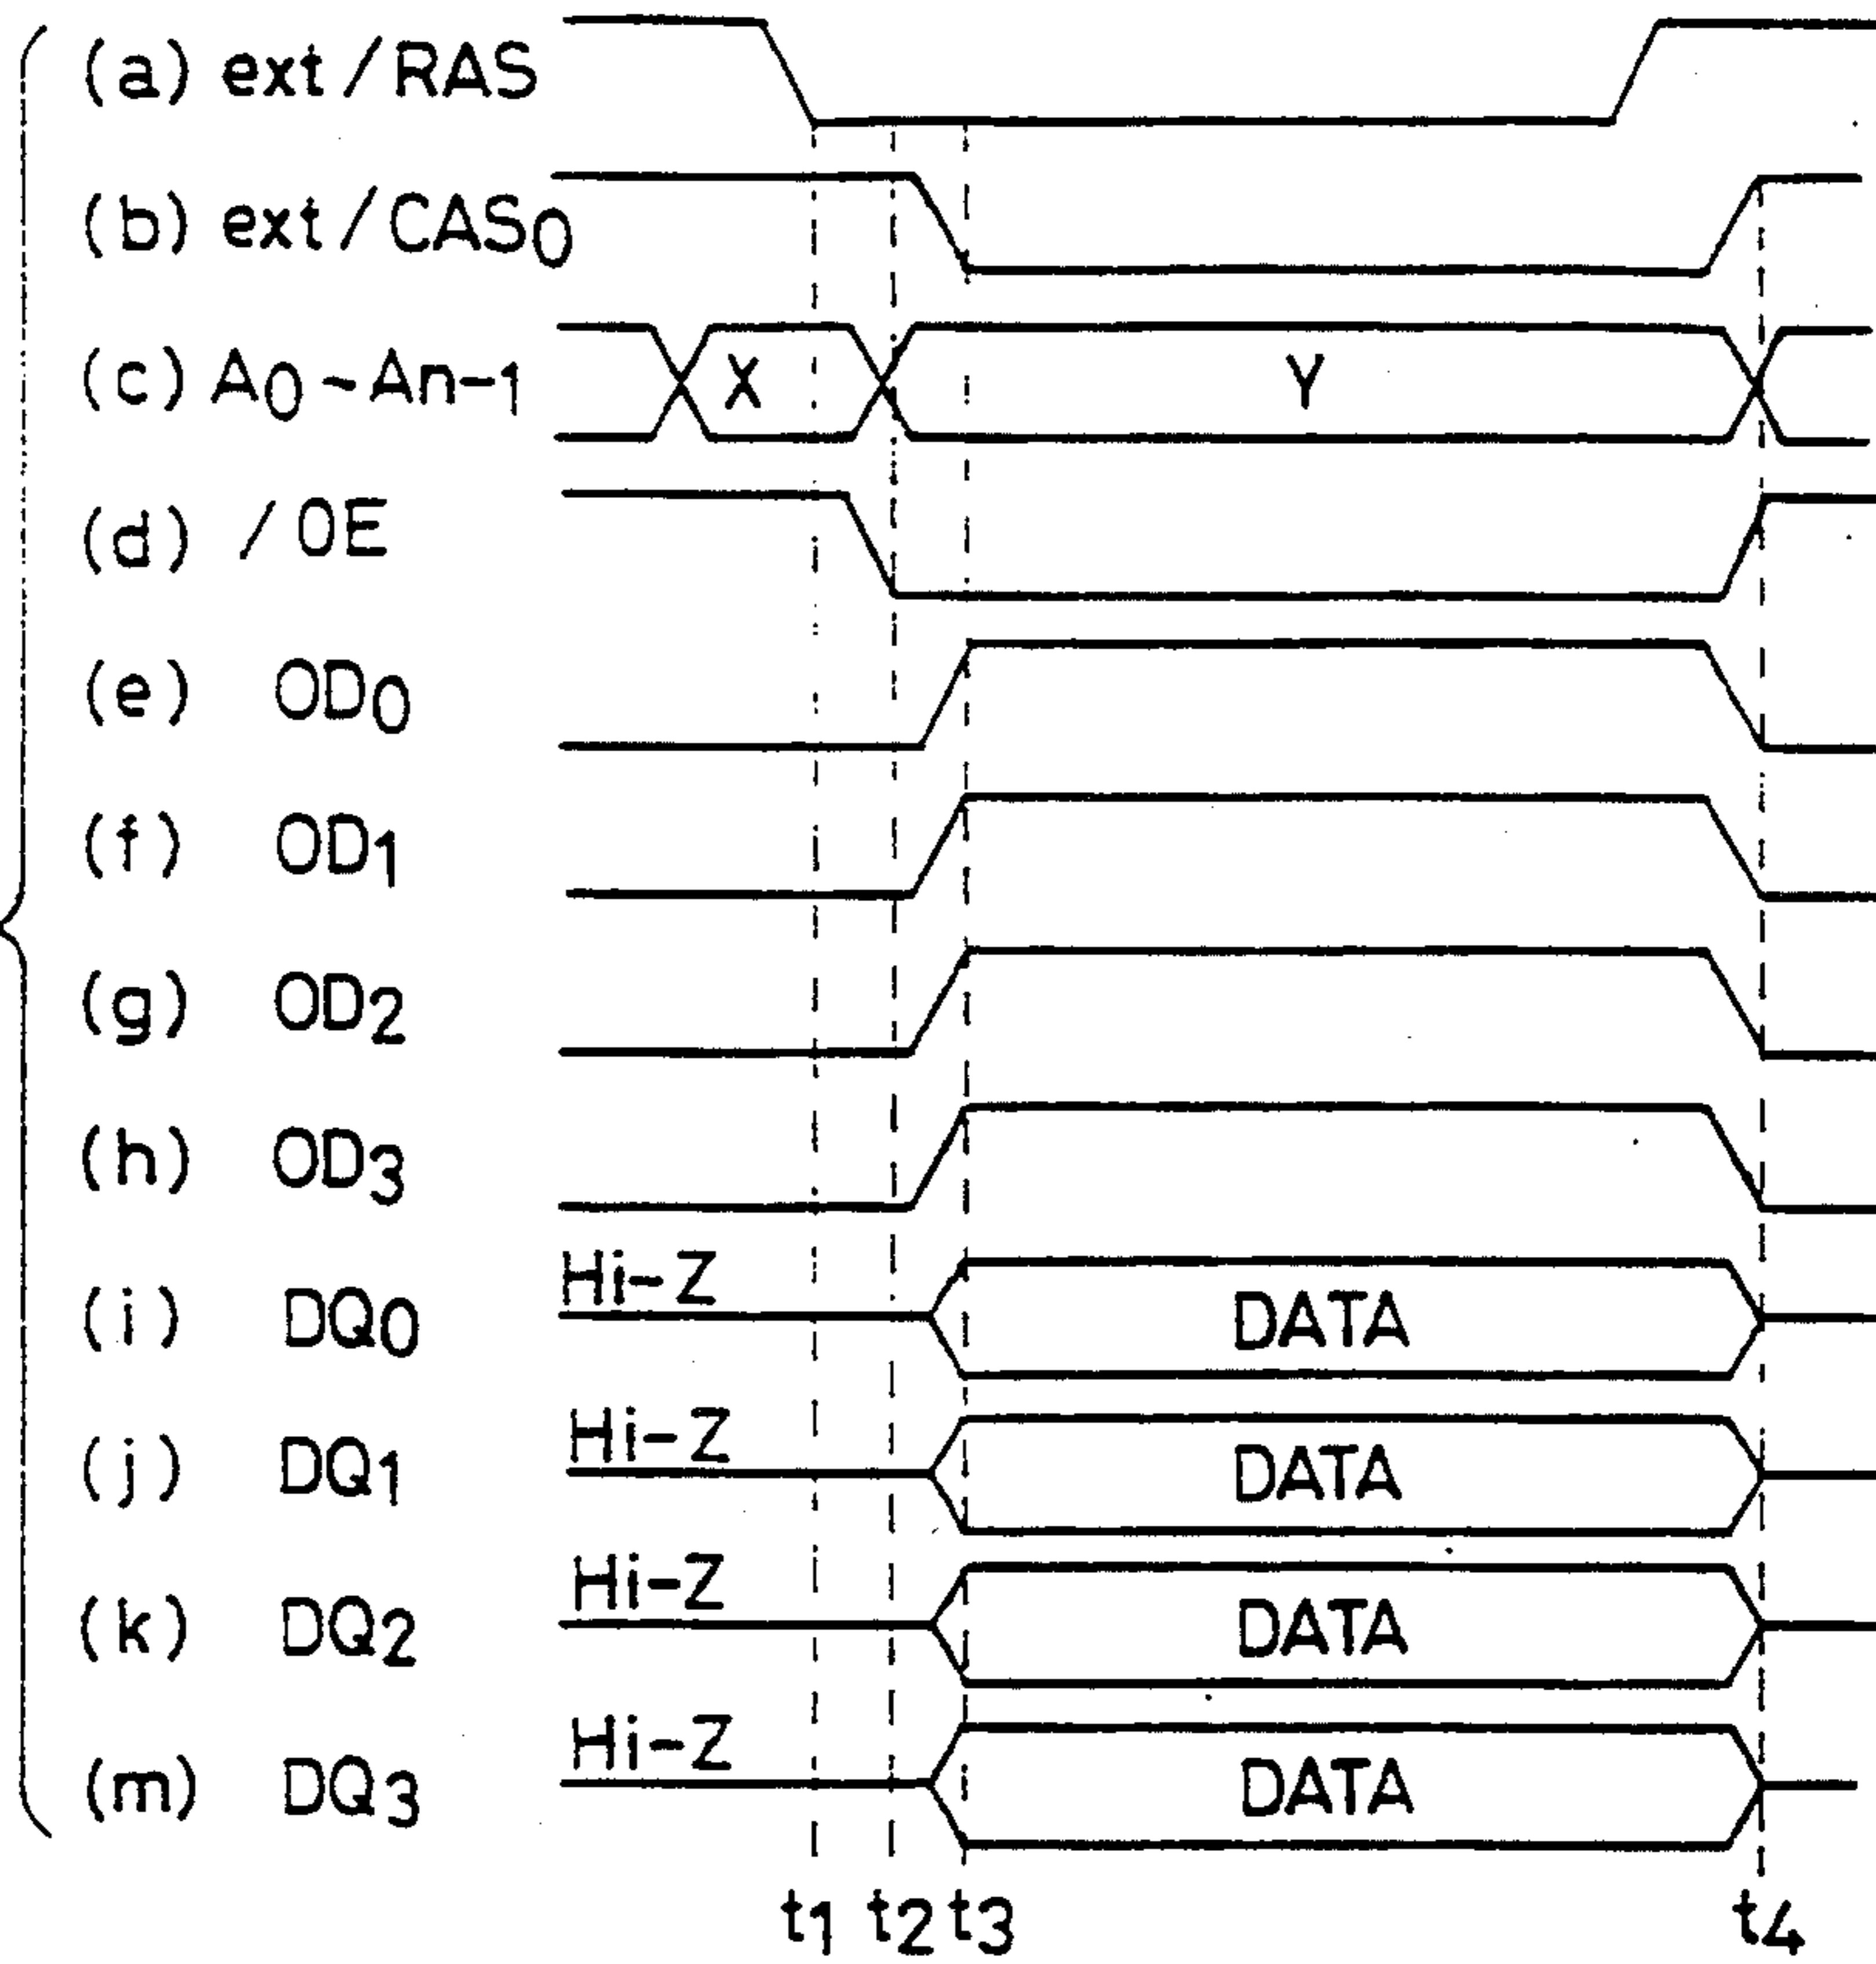 (a) ext/RAS
(b) ext/CAS0
(c) A0~An-1 X Y
(d) /OE
(e) OD0
(f) OD1
(g) OD2
(h) OD3
(i) DQ0 Hi-Z DATA
(j) DQ1 Hi-Z DATA
(k) DQ2 Hi-Z DATA
(m) DQ3 Hi-Z DATA
t1 t2 t3 t4